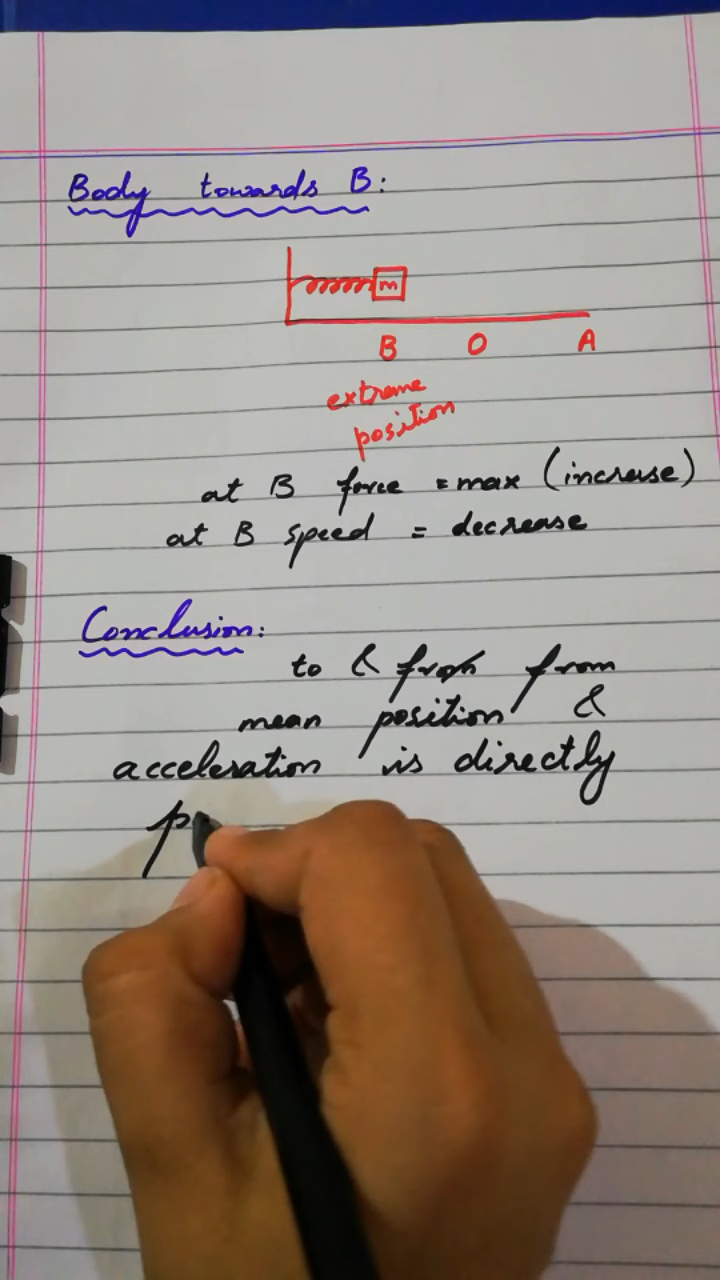 Body towards B:
m
B O A
extreme
position
at B force = max (increase)
at B speed = decrease
Conclusion:
to & from
mean position &
acceleration is directly